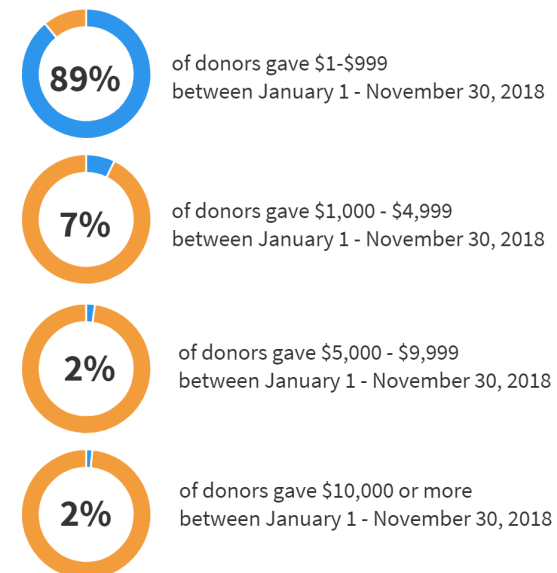 89%
of donors gave $1-$999
between January 1 - November 30, 2018
7%
of donors gave $1,000 - $4,999
between January 1 - November 30, 2018
2%
of donors gave $5,000 - $9,999
between January 1 - November 30, 2018
2%
of donors gave $10,000 or more
between January 1 - November 30, 2018